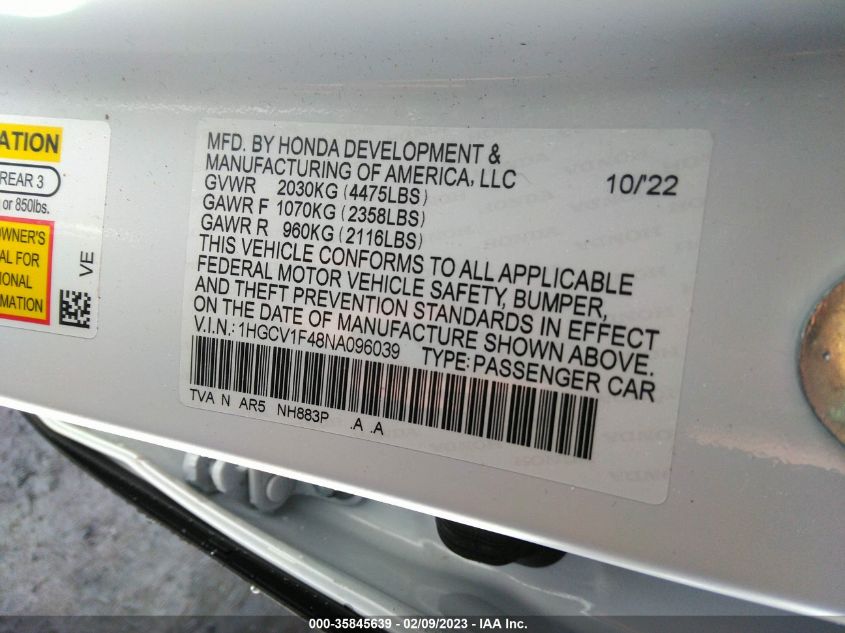 ATION
REAR 3
or 850lbs.
OWNER'S
AL FOR
IONAL
MATION
VE
MFD. BY HONDA DEVELOPMENT &
MANUFACTURING OF AMERICA, LLC 10/'22
GVWR 2030KG (4475LBS)
GAWR F 1070KG (2358LBS)
GAWR R 960KG (2116LBS)
THIS VEHICLE CONFORMS TO ALL APPLICABLE
FEDERAL MOTOR VEHICLE SAFETY, BUMPER,
AND THEFT PREVENTION STANDARDS IN EFFECT
ON THE DATE OF MANUFACTURE SHOWN ABOVE.
V.I.N.: 1HGCV1F48NA096039 TYPE: PASSENGER CAR
TVA N AR5 NH883P .A .A
000-35845639 - 02/09/2023 - IAA Inc.